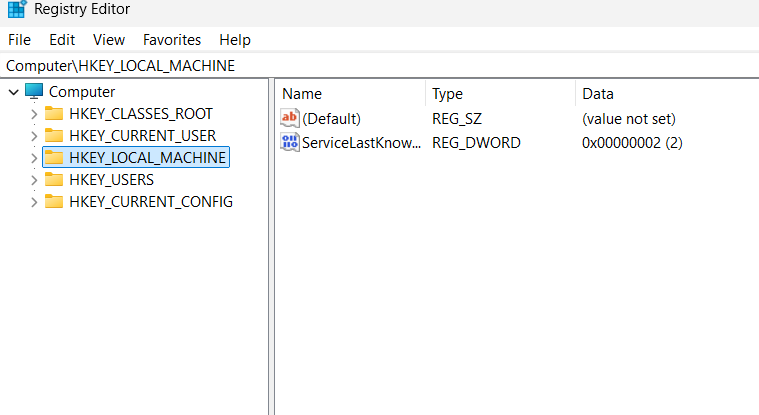 Registry Editor
File Edit View Favorites Help
Computer\HKEY_LOCAL_MACHINE
Computer
HKEY_CLASSES_ROOT
HKEY_CURRENT_USER
HKEY_LOCAL_MACHINE
HKEY_USERS
HKEY_CURRENT_CONFIG
Name Type Data
ab (Default) REG_SZ (value not set)
ServiceLastKnow... REG_DWORD 0x00000002 (2)